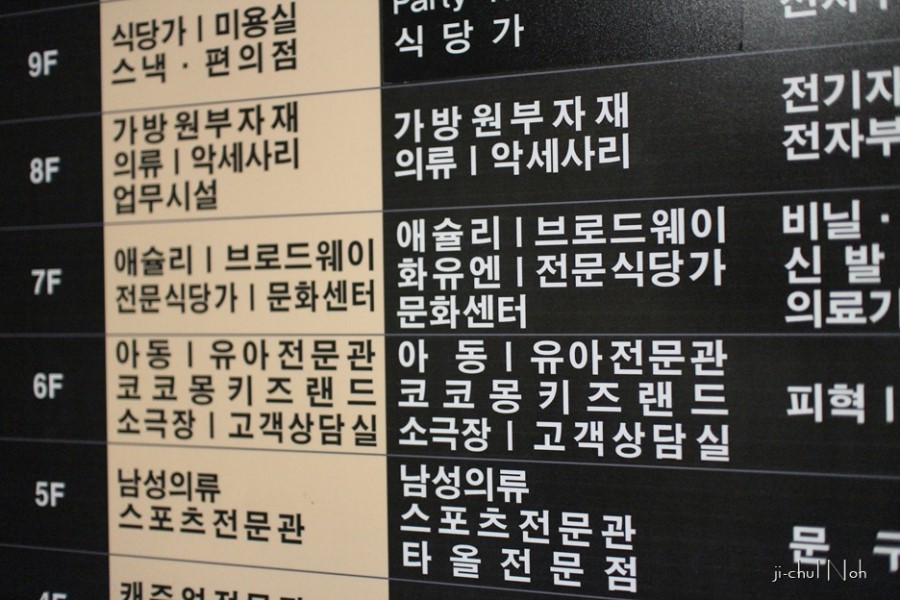 9F
식당가 | 미용실
스낵 · 편의점
Party
식당가
8F
가방원부자재
의류 | 악세사리
업무시설
가방원부자재
의류 | 악세사리
전기자
전자부
7F
애슐리 | 브로드웨이
전문식당가 | 문화센터
애슐리 | 브로드웨이
화유엔 | 전문식당가
문화센터
비닐 ·
신발
의료기
6F
아동 | 유아전문관
코코몽키즈랜드
소극장 | 고객상담실
아 동 | 유아전문관
코코몽키즈랜드
소극장 | 고객상담실
피혁 |
5F
남성의류
스포츠전문관
남성의류
스포츠전문관
타올전문점
문구
4F
캐주얼전문관
ji-chul Noh